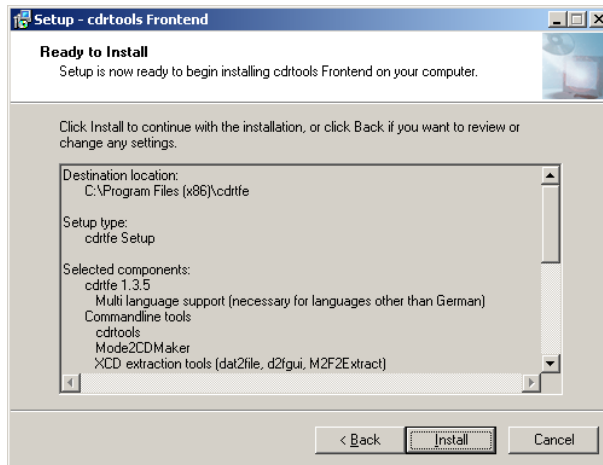 Setup - cdrtools Frontend
Ready to Install
Setup is now ready to begin installing cdrtools Frontend on your computer.
Click Install to continue with the installation, or click Back if you want to review or
change any settings.
Destination location:
C:\Program Files (x86)\cdrtfe
Setup type:
cdrtfe Setup
Selected components:
cdrtfe 1.3.5
Multi language support (necessary for languages other than German)
Commandline tools
cdrtools
Mode2CDMaker
XCD extraction tools (dat2file, d2fgui, M2F2Extract)
< Back
Install
Cancel